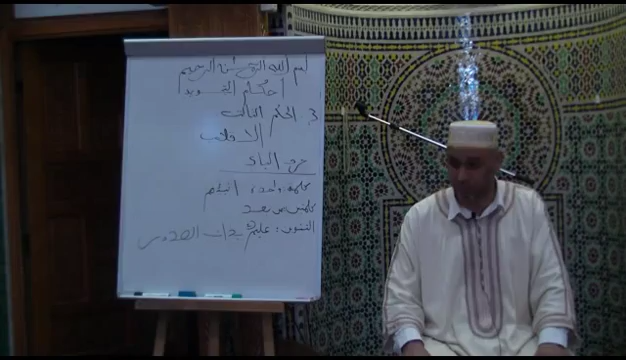 بسم الله الرحمن الرحيم
أحكام التجويد
3 الحكم الثالث
الإقلاب
حرف الباء
كلمة واحدة: أنبئهم
كلمتين من بعد
التنوين: عليم بذات الصدور